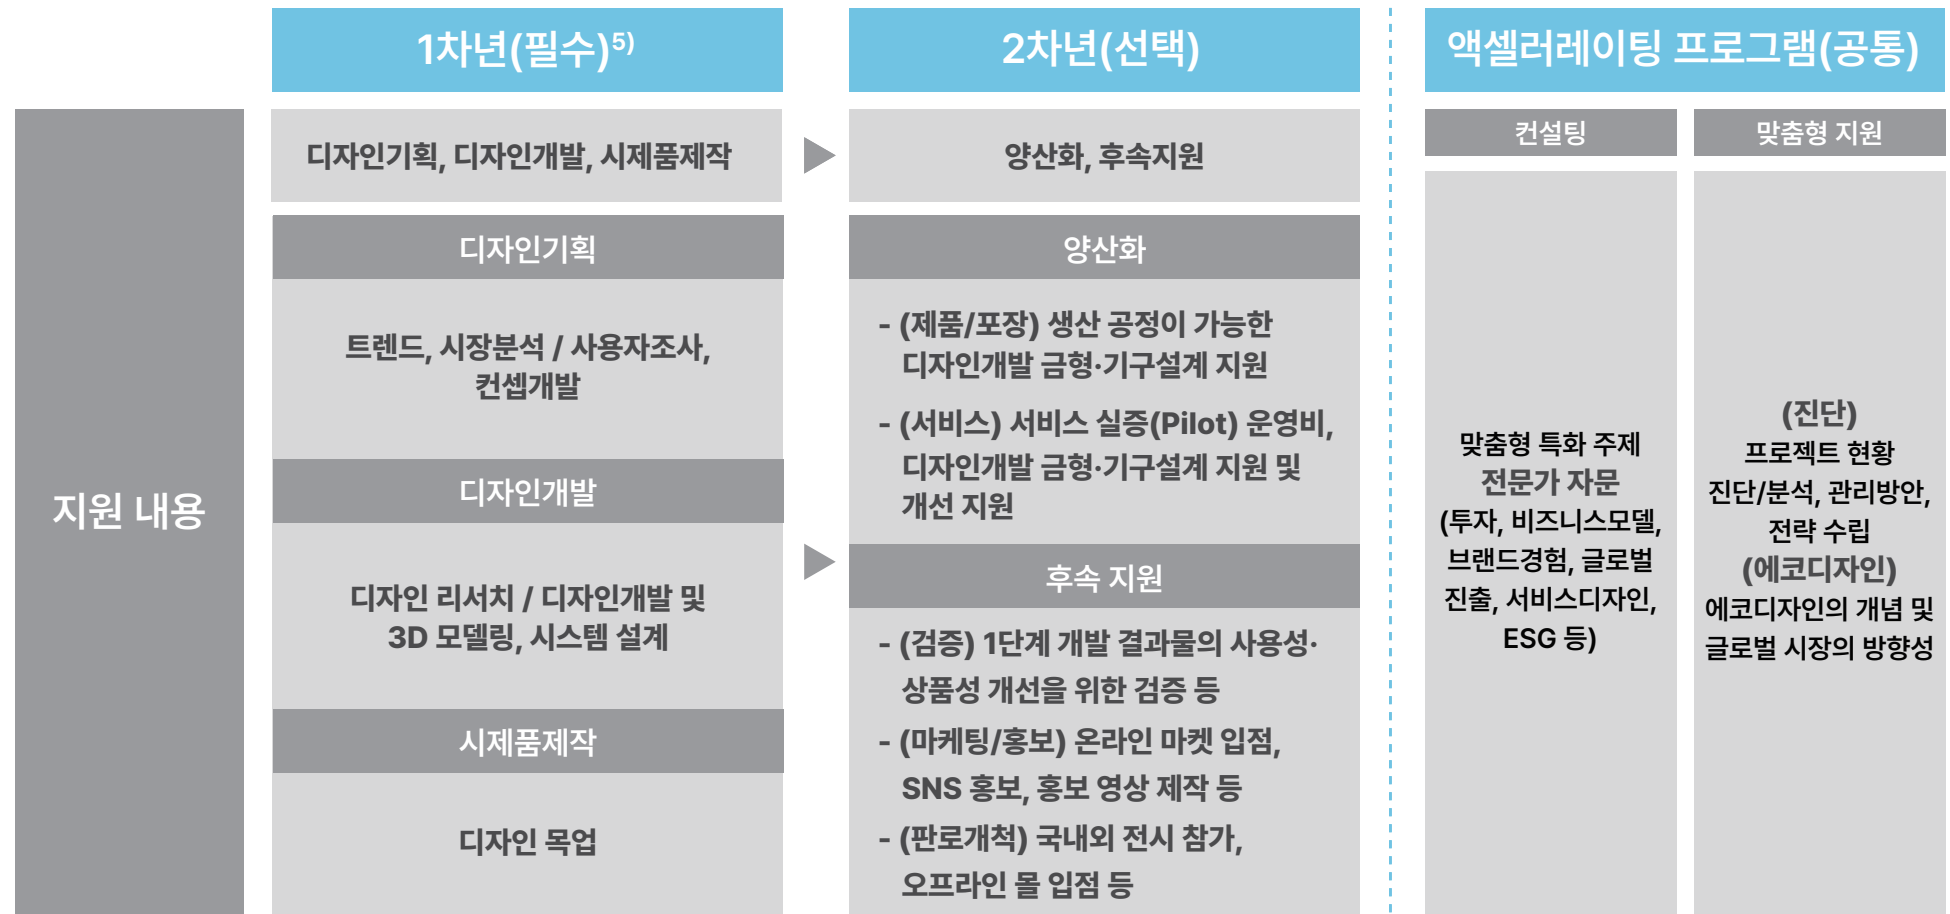 1차년(필수)5)
2차년(선택)
액셀러레이팅 프로그램(공통)
지원 내용
디자인기획, 디자인개발, 시제품제작
디자인기획
트렌드, 시장분석 / 사용자조사,
컨셉개발
디자인개발
디자인 리서치 / 디자인개발 및
3D 모델링, 시스템 설계
시제품제작
디자인 목업
양산화, 후속지원
양산화
- (제품/포장) 생산 공정이 가능한
디자인개발 금형·기구설계 지원
- (서비스) 서비스 실증(Pilot) 운영비,
디자인개발 금형·기구설계 지원 및
개선 지원
후속 지원
- (검증) 1단계 개발 결과물의 사용성·
상품성 개선을 위한 검증 등
- (마케팅/홍보) 온라인 마켓 입점,
SNS 홍보, 홍보 영상 제작 등
- (판로개척) 국내외 전시 참가,
오프라인 몰 입점 등
컨설팅
맞춤형 특화 주제
전문가 자문
(투자, 비즈니스모델,
브랜드경험, 글로벌
진출, 서비스디자인,
ESG 등)
맞춤형 지원
(진단)
프로젝트 현황
진단/분석, 관리방안,
전략 수립
(에코디자인)
에코디자인의 개념 및
글로벌 시장의 방향성